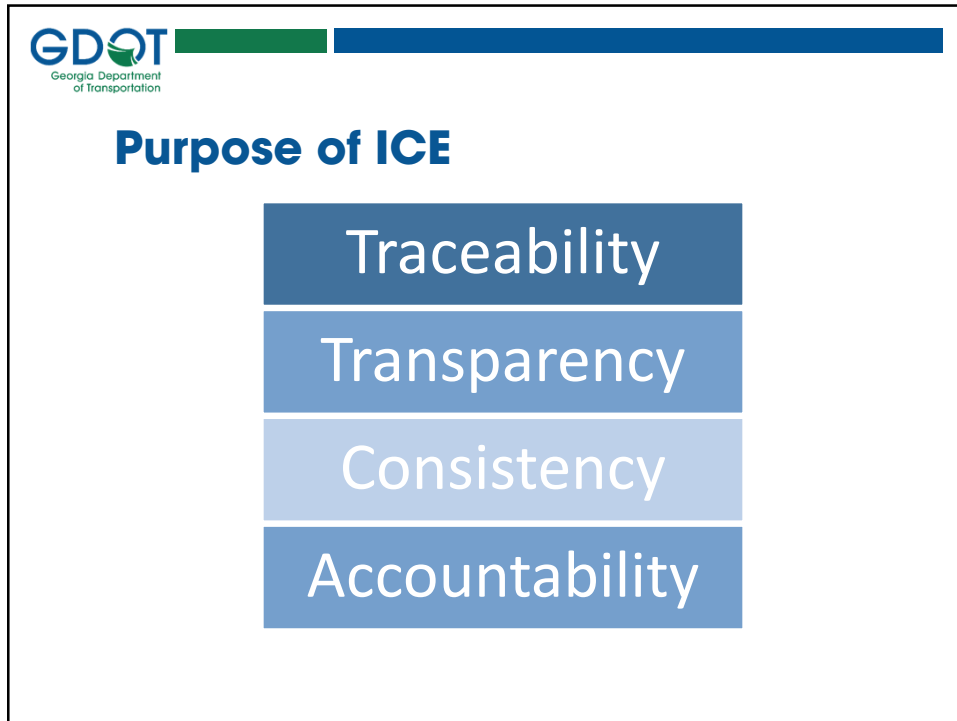 GDOT
Georgia Department
of Transportation
Purpose of ICE
Traceability
Transparency
Consistency
Accountability